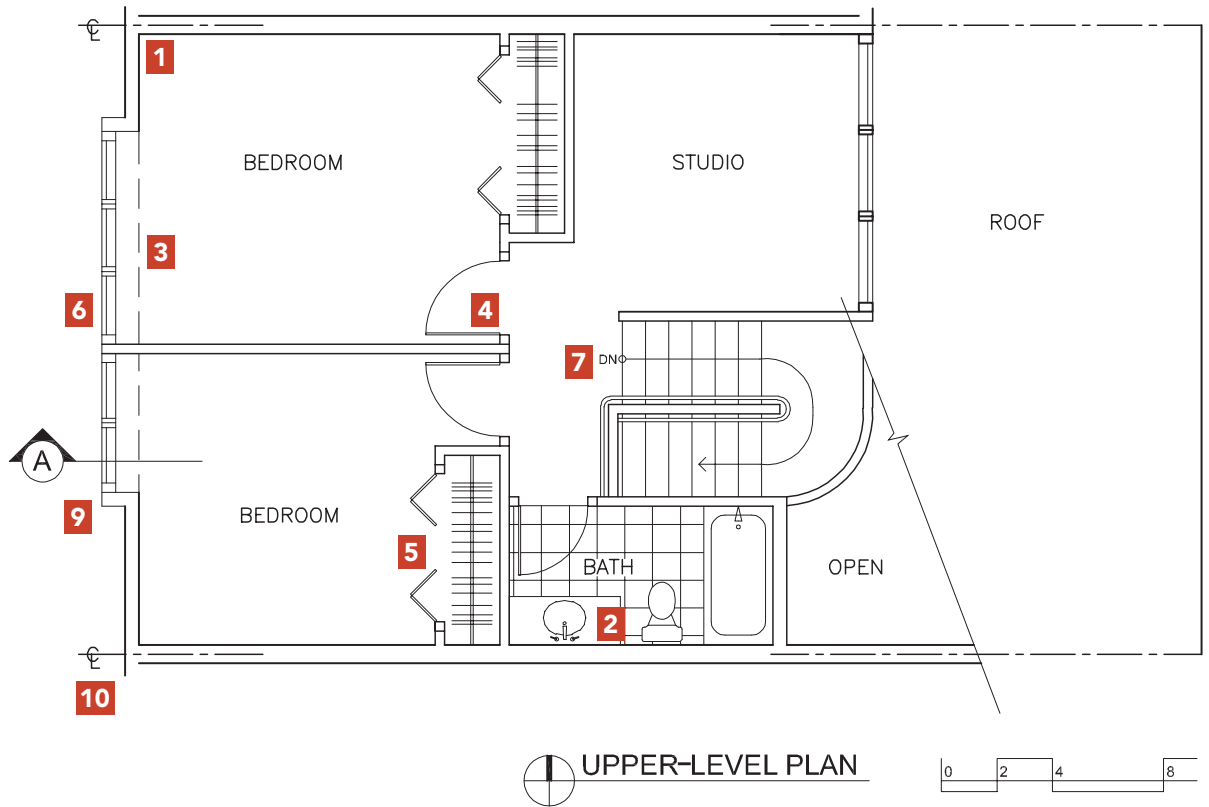 ℄
1
BEDROOM
STUDIO
ROOF
3
6
4
7 DN
A
9
BEDROOM
5
BATH
OPEN
2
℄
10
UPPER-LEVEL PLAN
0 2 4 8